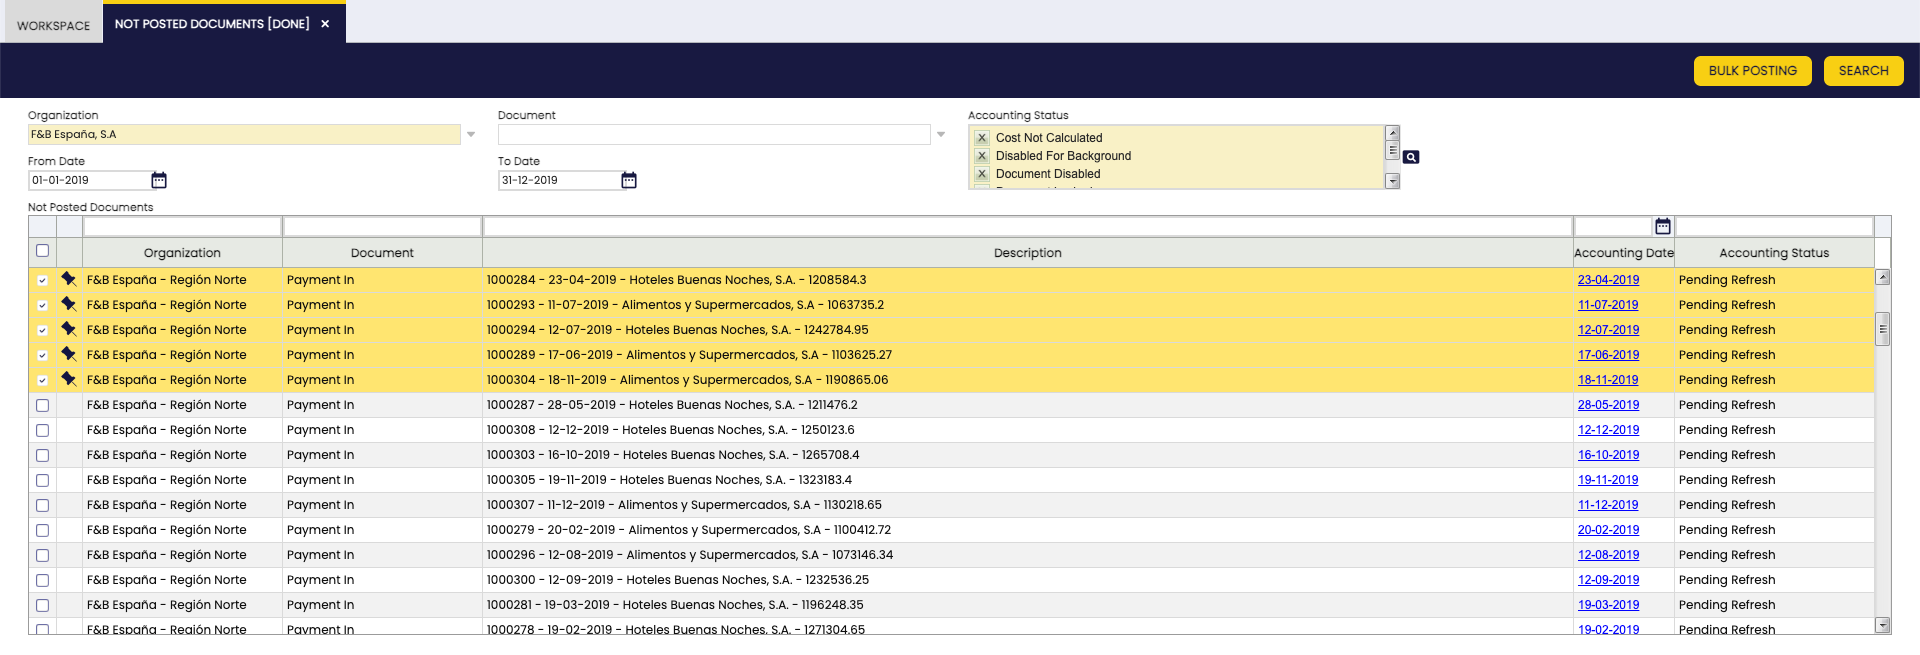 WORKSPACE
NOT POSTED DOCUMENTS [DONE] ×
BULK POSTING
SEARCH
Organization
Document
Accounting Status
F&B España, S.A
Cost Not Calculated
Disabled For Background
Document Disabled
From Date
To Date
01-01-2019
31-12-2019
Not Posted Documents
Organization Document Description Accounting Date Accounting Status
F&B España - Región Norte Payment In 1000284 - 23-04-2019 - Hoteles Buenas Noches, S.A. - 1208584.3 23-04-2019 Pending Refresh
F&B España - Región Norte Payment In 1000293 - 11-07-2019 - Alimentos y Supermercados, S.A - 1063735.2 11-07-2019 Pending Refresh
F&B España - Región Norte Payment In 1000294 - 12-07-2019 - Hoteles Buenas Noches, S.A. - 1242784.95 12-07-2019 Pending Refresh
F&B España - Región Norte Payment In 1000289 - 17-06-2019 - Alimentos y Supermercados, S.A - 1103625.27 17-06-2019 Pending Refresh
F&B España - Región Norte Payment In 1000304 - 18-11-2019 - Alimentos y Supermercados, S.A - 1190865.06 18-11-2019 Pending Refresh
F&B España - Región Norte Payment In 1000287 - 28-05-2019 - Hoteles Buenas Noches, S.A. - 1211476.2 28-05-2019 Pending Refresh
F&B España - Región Norte Payment In 1000308 - 12-12-2019 - Hoteles Buenas Noches, S.A. - 1250123.6 12-12-2019 Pending Refresh
F&B España - Región Norte Payment In 1000303 - 16-10-2019 - Hoteles Buenas Noches, S.A. - 1265708.4 16-10-2019 Pending Refresh
F&B España - Región Norte Payment In 1000305 - 19-11-2019 - Hoteles Buenas Noches, S.A. - 1323183.4 19-11-2019 Pending Refresh
F&B España - Región Norte Payment In 1000307 - 11-12-2019 - Alimentos y Supermercados, S.A - 1130218.65 11-12-2019 Pending Refresh
F&B España - Región Norte Payment In 1000279 - 20-02-2019 - Alimentos y Supermercados, S.A - 1100412.72 20-02-2019 Pending Refresh
F&B España - Región Norte Payment In 1000296 - 12-08-2019 - Alimentos y Supermercados, S.A - 1073146.34 12-08-2019 Pending Refresh
F&B España - Región Norte Payment In 1000300 - 12-09-2019 - Hoteles Buenas Noches, S.A. - 1232536.25 12-09-2019 Pending Refresh
F&B España - Región Norte Payment In 1000281 - 19-03-2019 - Hoteles Buenas Noches, S.A. - 1196248.35 19-03-2019 Pending Refresh
F&B España - Región Norte Payment In 1000278 - 19-02-2019 - Hoteles Buenas Noches, S.A. - 1271304.65 19-02-2019 Pending Refresh